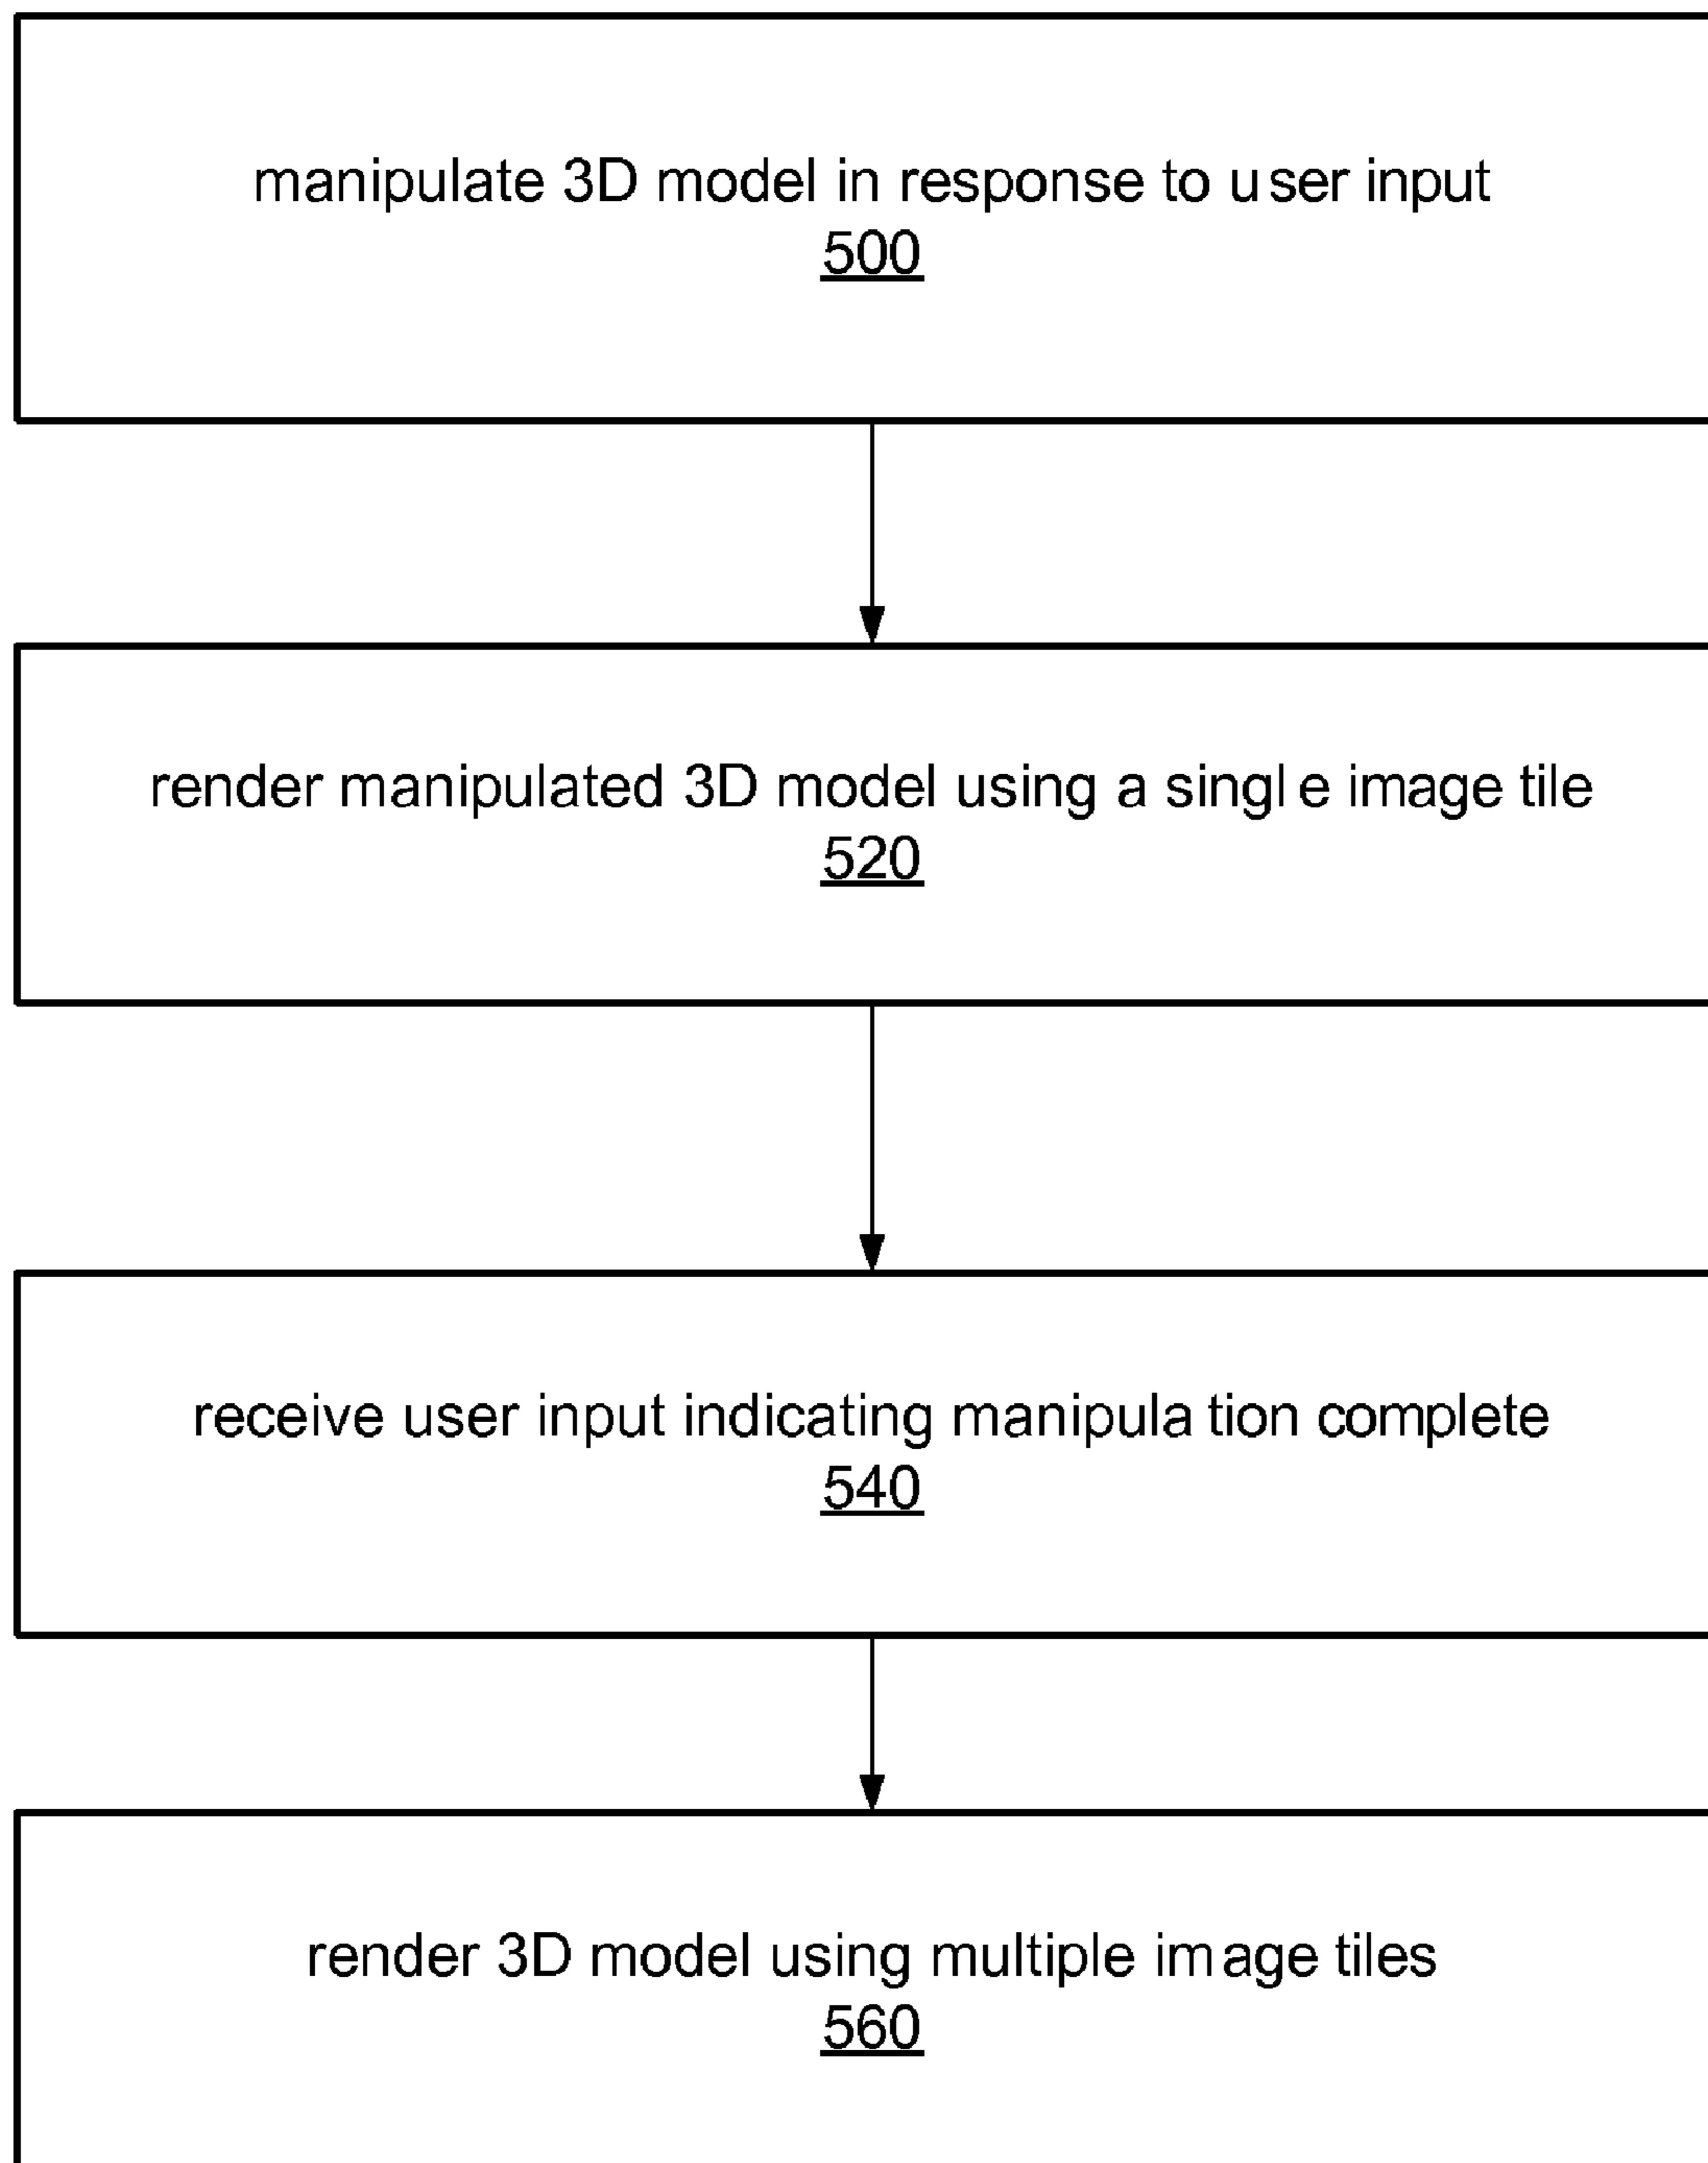 manipulate 3D model in response to user input
500
render manipulated 3D model using a single image tile
520
receive user input indicating manipulation complete
540
render 3D model using multiple image tiles
560